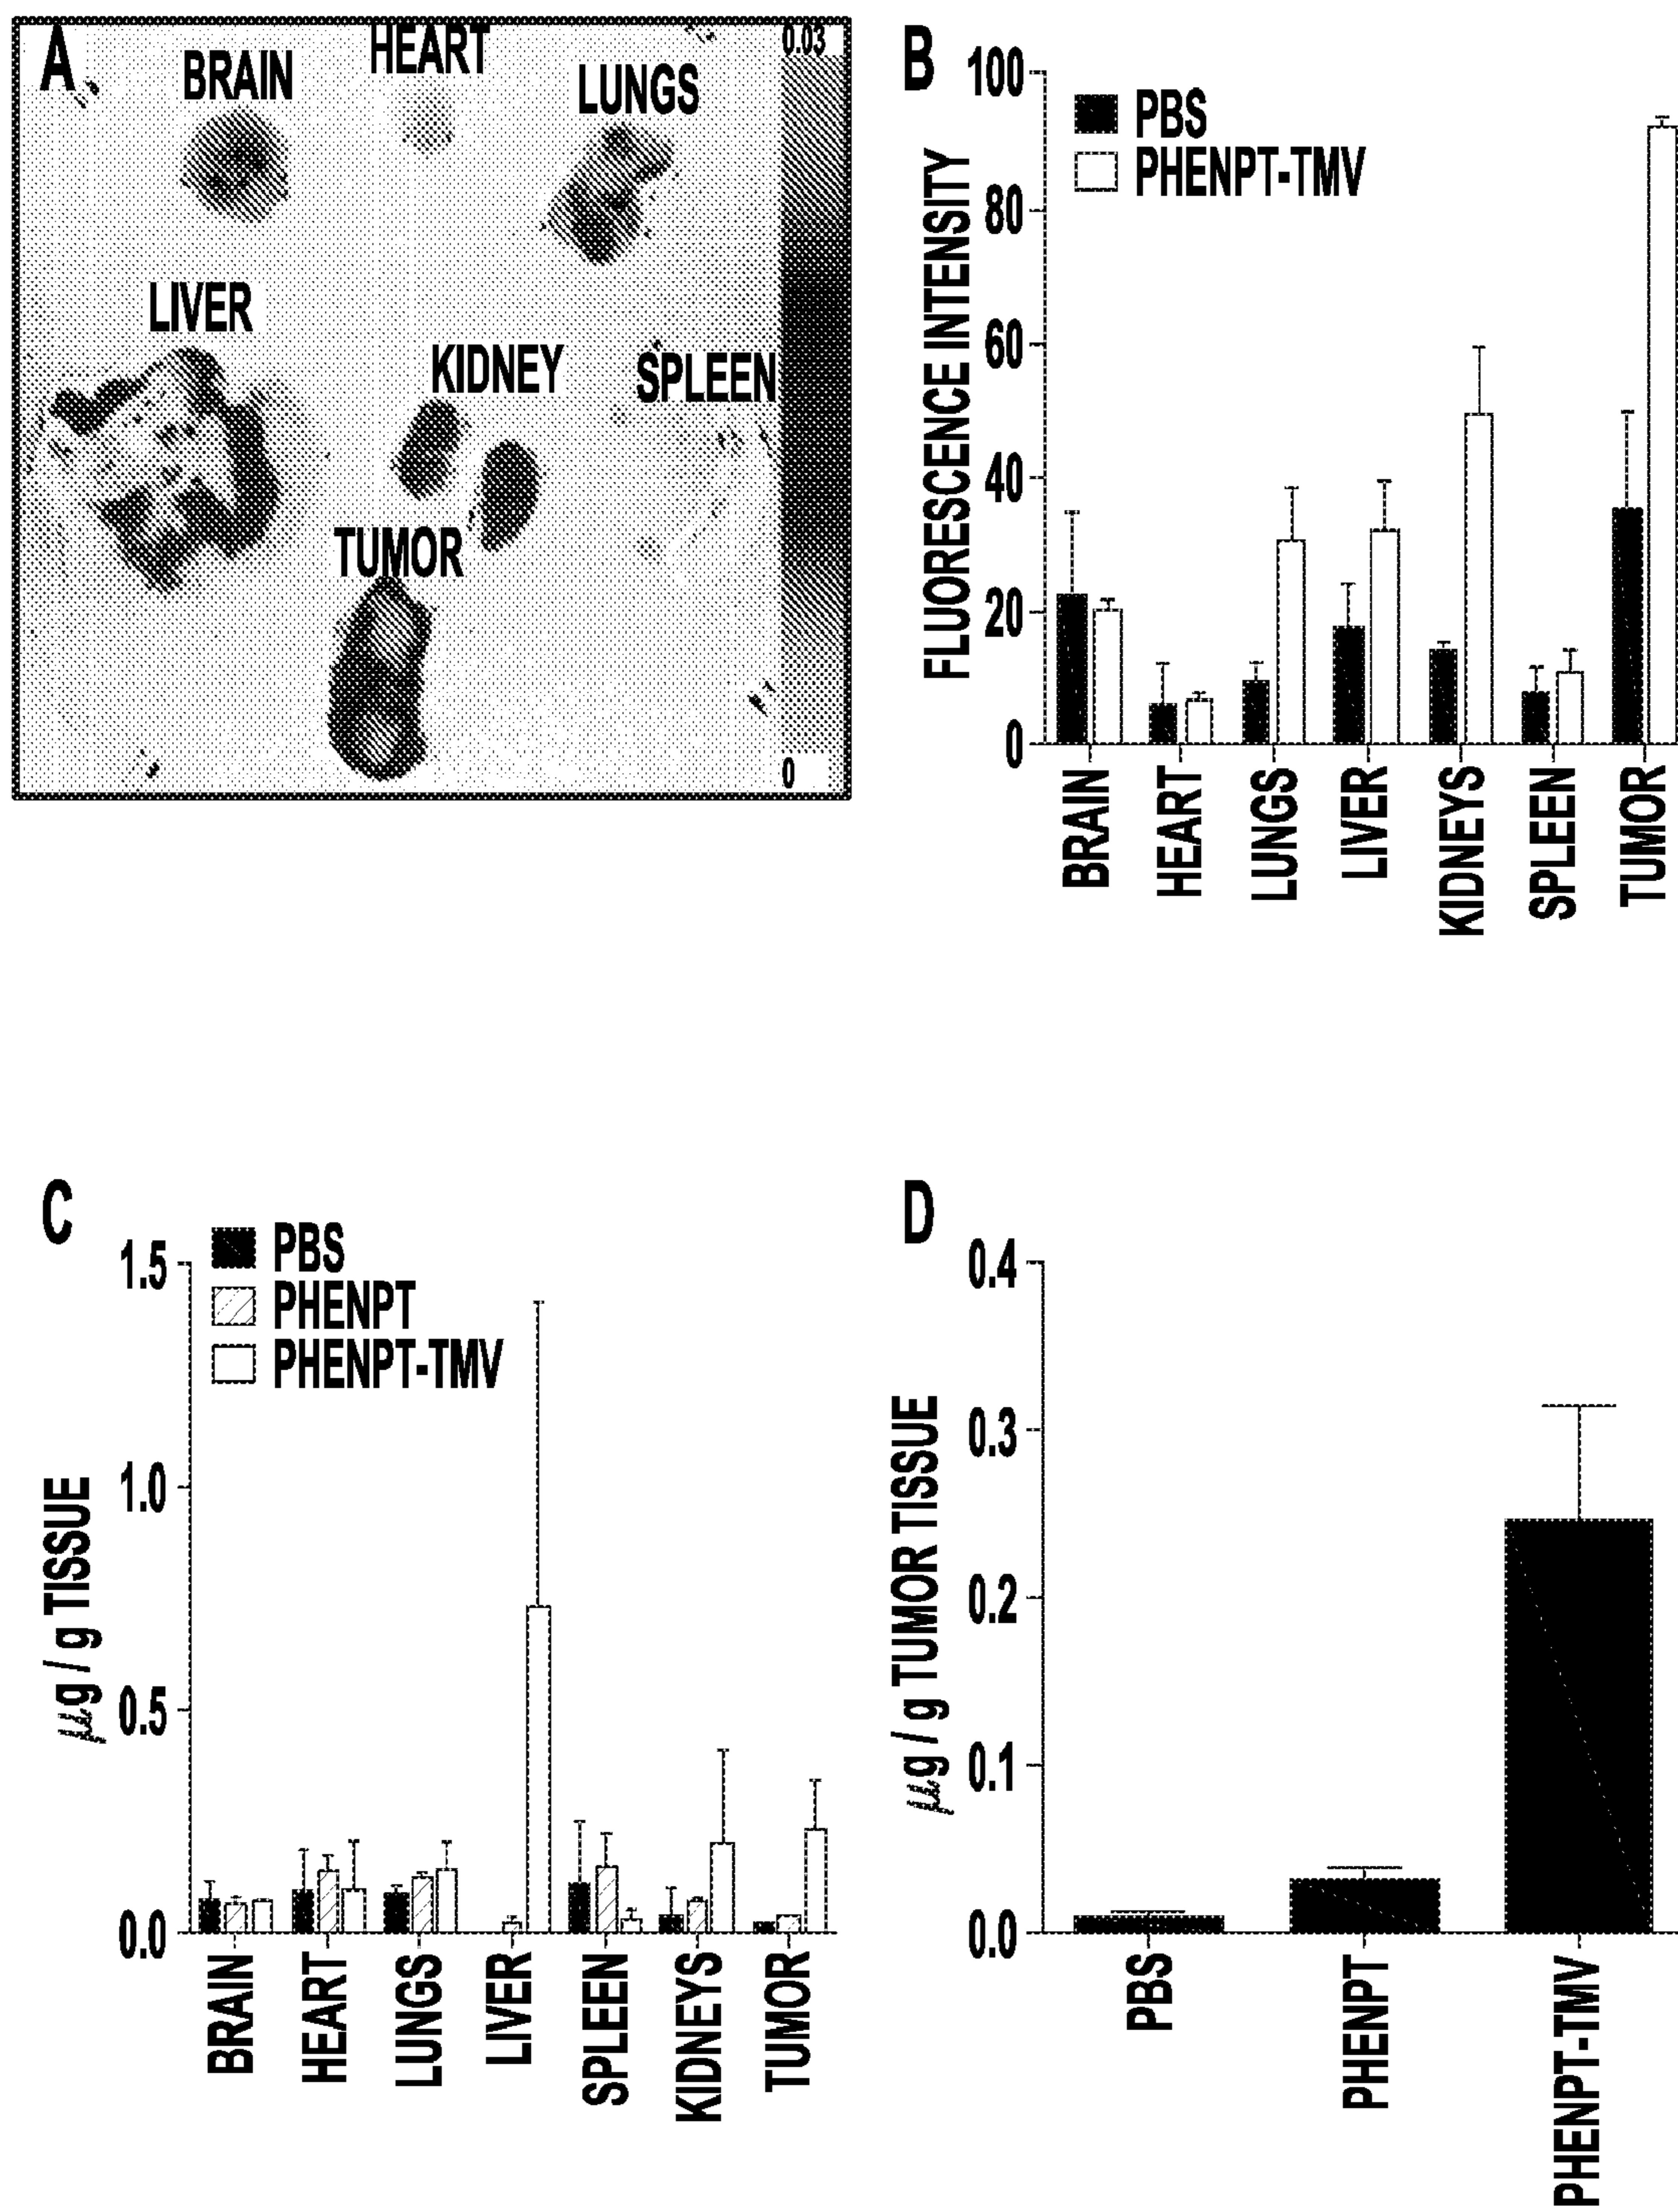 A
BRAIN
HEART
LUNGS
LIVER
KIDNEY
SPLEEN
TUMOR
0.03
0
B
100
80
60
40
20
0
FLUORESCENCE INTENSITY
PBS
PHENPT-TMV
BRAIN
HEART
LUNGS
LIVER
KIDNEYS
SPLEEN
TUMOR
C
1.5
1.0
0.5
0.0
μg / g TISSUE
PBS
PHENPT
PHENPT-TMV
BRAIN
HEART
LUNGS
LIVER
SPLEEN
KIDNEYS
TUMOR
D
0.4
0.3
0.2
0.1
0.0
μg / g TUMOR TISSUE
PBS
PHENPT
PHENPT-TMV